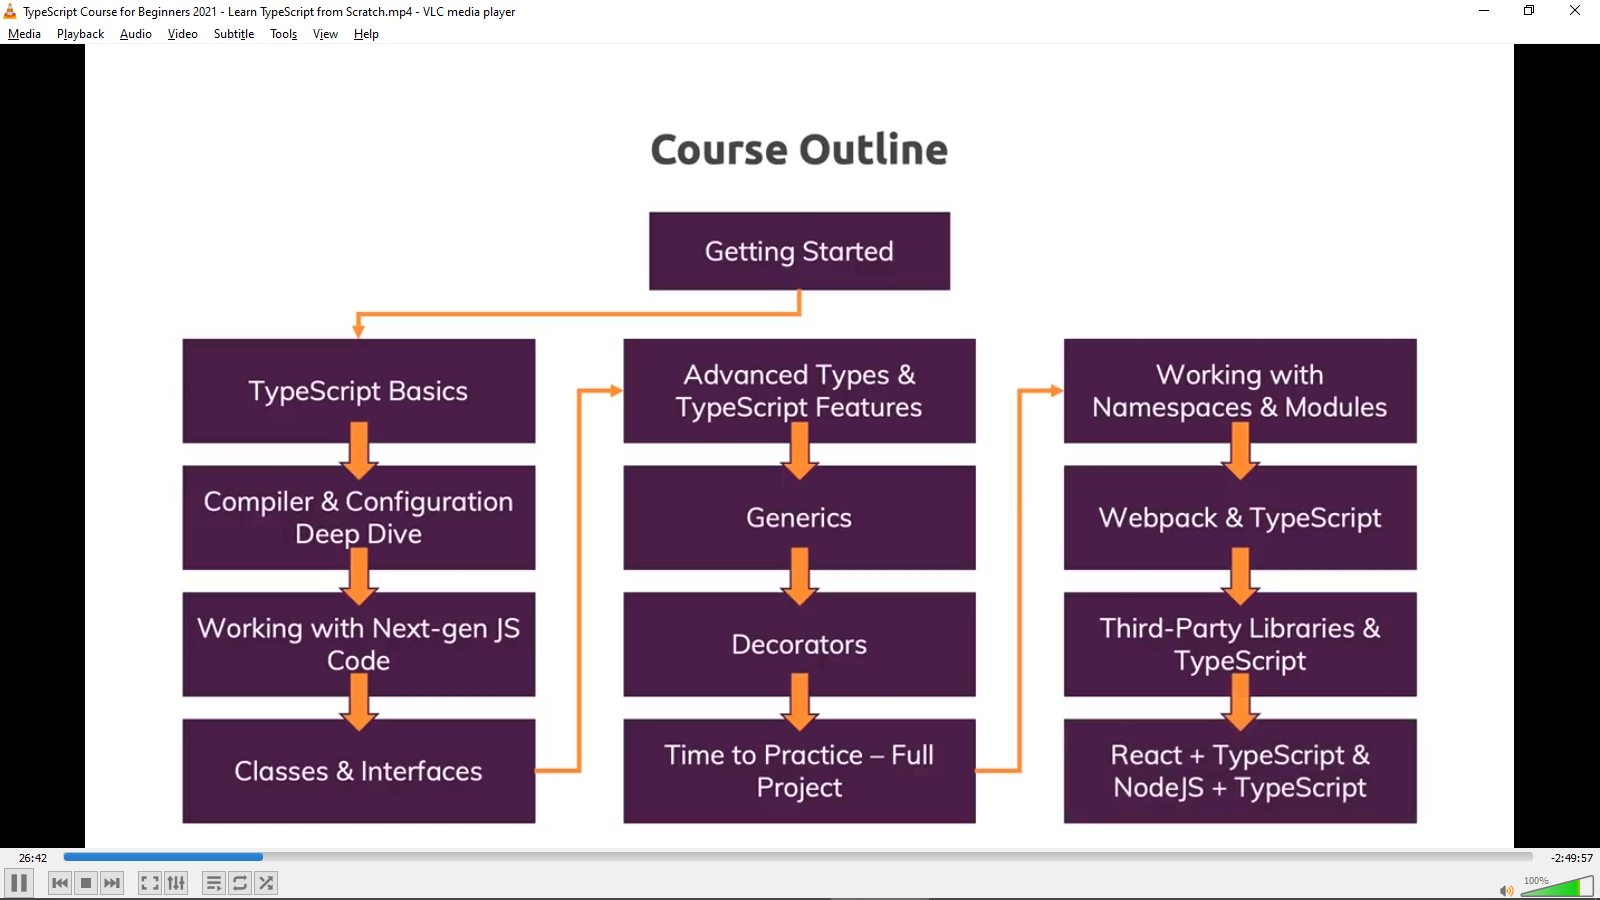 TypeScript Course for Beginners 2021 - Learn TypeScript from Scratch.mp4 - VLC media player
Media Playback Audio Video Subtitle Tools View Help
Course Outline
Getting Started
TypeScript Basics
Compiler & Configuration
Deep Dive
Working with Next-gen JS
Code
Classes & Interfaces
Advanced Types &
TypeScript Features
Generics
Decorators
Time to Practice – Full
Project
Working with
Namespaces & Modules
Webpack & TypeScript
Third-Party Libraries &
TypeScript
React + TypeScript &
NodeJS + TypeScript
26:42
-2:49:57
100%